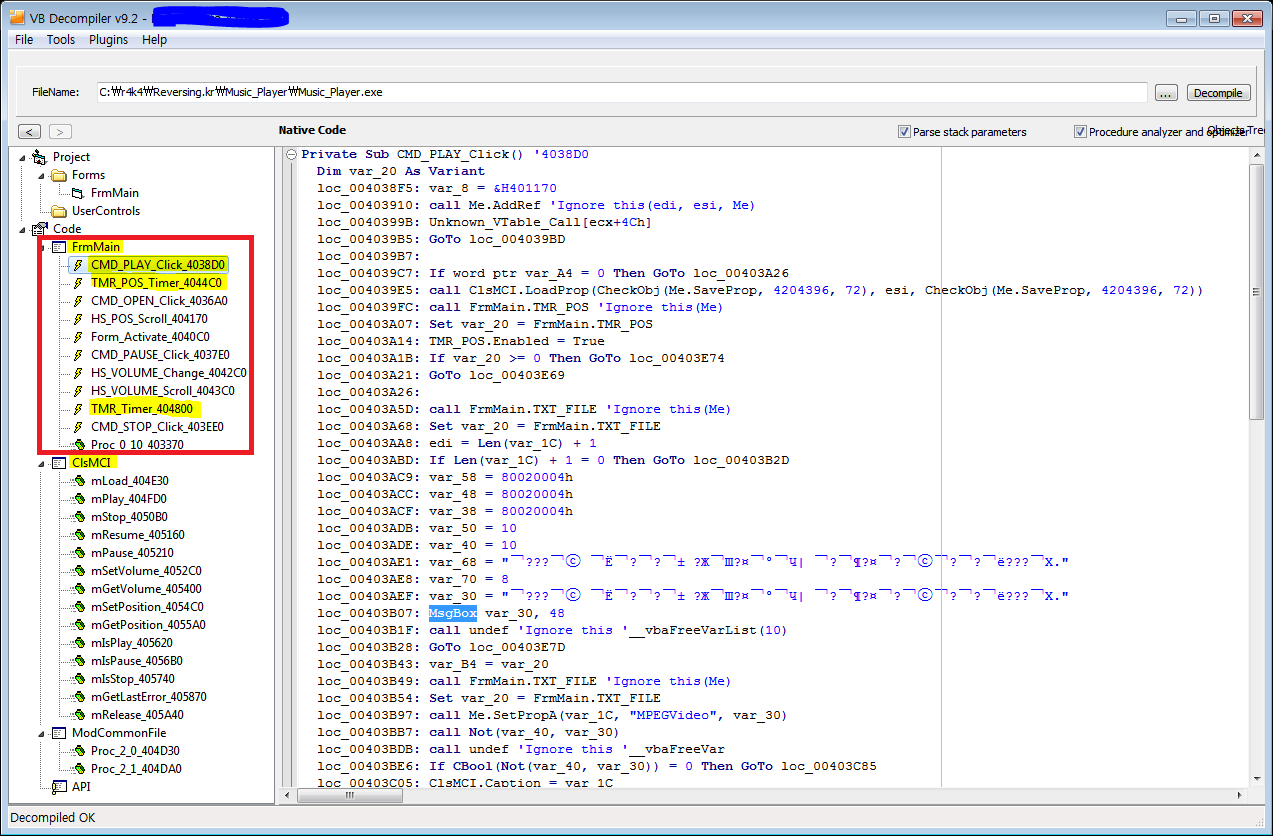 VB Decompiler v9.2 -
File Tools Plugins Help
FileName: C:₩r4k4₩Reversing.kr₩Music_Player₩Music_Player.exe ... Decompile
< > Native Code Parse stack parameters Procedure analyzer and optimizer Objects Tree
Project
Forms
FrmMain
UserControls
Code
FrmMain
CMD_PLAY_Click_4038D0
TMR_POS_Timer_4044C0
CMD_OPEN_Click_4036A0
HS_POS_Scroll_404170
Form_Activate_4040C0
CMD_PAUSE_Click_4037E0
HS_VOLUME_Change_4042C0
HS_VOLUME_Scroll_4043C0
TMR_Timer_404800
CMD_STOP_Click_403EE0
Proc_0_10_403370
ClsMCI
mLoad_404E30
mPlay_404FD0
mStop_4050B0
mResume_405160
mPause_405210
mSetVolume_4052C0
mGetVolume_405400
mSetPosition_4054C0
mGetPosition_4055A0
mIsPlay_405620
mIsPause_4056B0
mIsStop_405740
mGetLastError_405870
mRelease_405A40
ModCommonFile
Proc_2_0_404D30
Proc_2_1_404DA0
API
Private Sub CMD_PLAY_Click() '4038D0
Dim var_20 As Variant
loc_004038F5: var_8 = &H401170
loc_00403910: call Me.AddRef 'Ignore this(edi, esi, Me)
loc_0040399B: Unknown_VTable_Call[ecx+4Ch]
loc_004039B5: GoTo loc_004039BD
loc_004039B7:
loc_004039C7: If word ptr var_A4 = 0 Then GoTo loc_00403A26
loc_004039E5: call ClsMCI.LoadProp(CheckObj(Me.SaveProp, 4204396, 72), esi, CheckObj(Me.SaveProp, 4204396, 72))
loc_004039FC: call FrmMain.TMR_POS 'Ignore this(Me)
loc_00403A07: Set var_20 = FrmMain.TMR_POS
loc_00403A14: TMR_POS.Enabled = True
loc_00403A1B: If var_20 >= 0 Then GoTo loc_00403E74
loc_00403A21: GoTo loc_00403E69
loc_00403A26:
loc_00403A5D: call FrmMain.TXT_FILE 'Ignore this(Me)
loc_00403A68: Set var_20 = FrmMain.TXT_FILE
loc_00403AA8: edi = Len(var_1C) + 1
loc_00403ABD: If Len(var_1C) + 1 = 0 Then GoTo loc_00403B2D
loc_00403AC9: var_58 = 80020004h
loc_00403ACC: var_48 = 80020004h
loc_00403ACF: var_38 = 80020004h
loc_00403ADB: var_50 = 10
loc_00403ADE: var_40 = 10
loc_00403AE1: var_68 = "
loc_00403AE8: var_70 = 8
loc_00403AEF: var_30 = "
loc_00403B07: MsgBox var_30, 48
loc_00403B1F: call undef 'Ignore this '__vbaFreeVarList(10)
loc_00403B28: GoTo loc_00403E7D
loc_00403B43: var_B4 = var_20
loc_00403B49: call FrmMain.TXT_FILE 'Ignore this(Me)
loc_00403B54: Set var_20 = FrmMain.TXT_FILE
loc_00403B97: call Me.SetPropA(var_1C, "MPEGVideo", var_30)
loc_00403BB7: call Not(var_40, var_30)
loc_00403BDB: call undef 'Ignore this '__vbaFreeVar
loc_00403BE6: If CBool(Not(var_40, var_30)) = 0 Then GoTo loc_00403C85
loc_00403C05: ClsMCI.Caption = var_1C
Decompiled OK